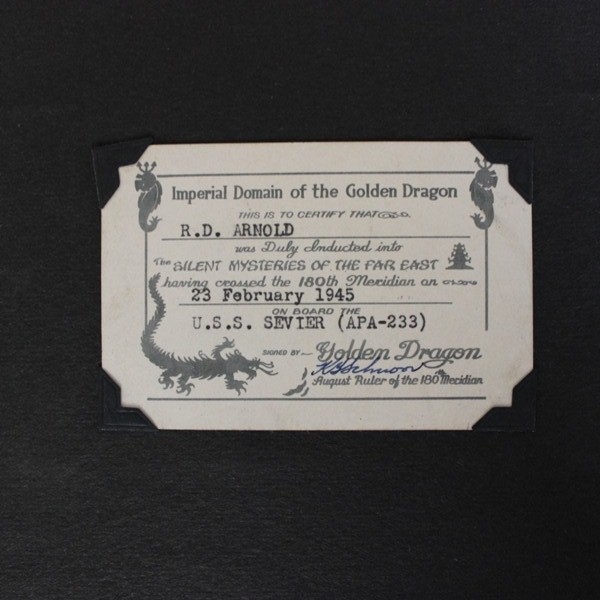 Imperial Domain of the Golden Dragon
THIS IS TO CERTIFY THAT
R.D. ARNOLD
was Duly Inducted into
The SILENT MYSTERIES OF THE FAR EAST
having crossed the 180th Meridian on
23 February 1945
ON BOARD THE
U.S.S. SEVIER (APA-233)
SIGNED BY Golden Dragon
August Ruler of the 180 Meridian